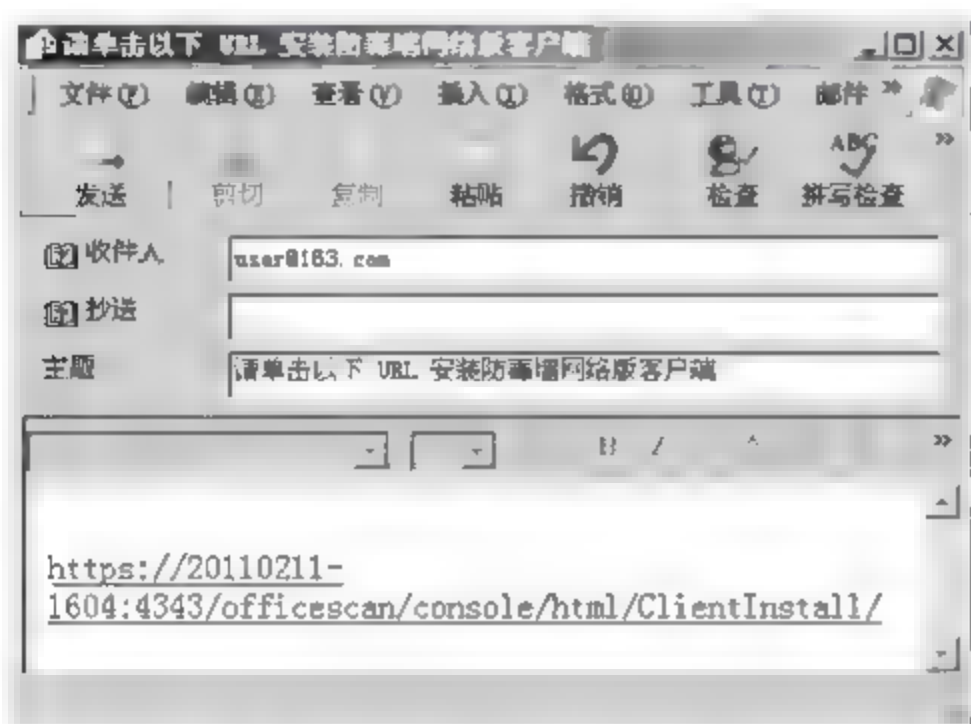 请单击以下 URL 安装防毒墙网络版客户端
文件(F) 编辑(E) 查看(V) 插入(I) 格式(O) 工具(T) 邮件 »
发送 剪切 复制 粘贴 撤销 检查 拼写检查 »
收件人 user@163.com
抄送
主题 请单击以下 URL 安装防毒墙网络版客户端
B I A »
https://20110211-
1604:4343/officescan/console/html/ClientInstall/